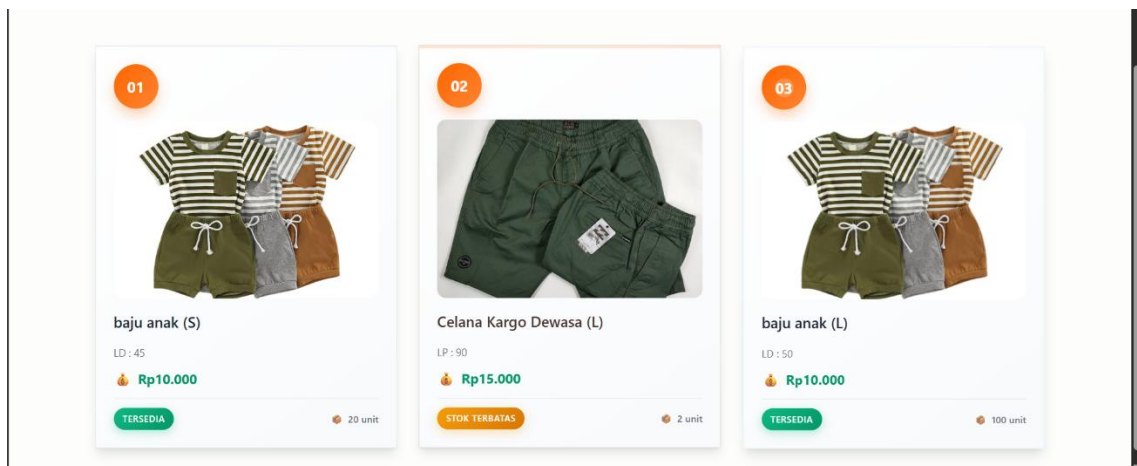 01
baju anak (S)
LD : 45
Rp10.000
TERSEDIA
20 unit
02
Celana Kargo Dewasa (L)
LP : 90
Rp15.000
STOK TERBATAS
2 unit
03
baju anak (L)
LD : 50
Rp10.000
TERSEDIA
100 unit